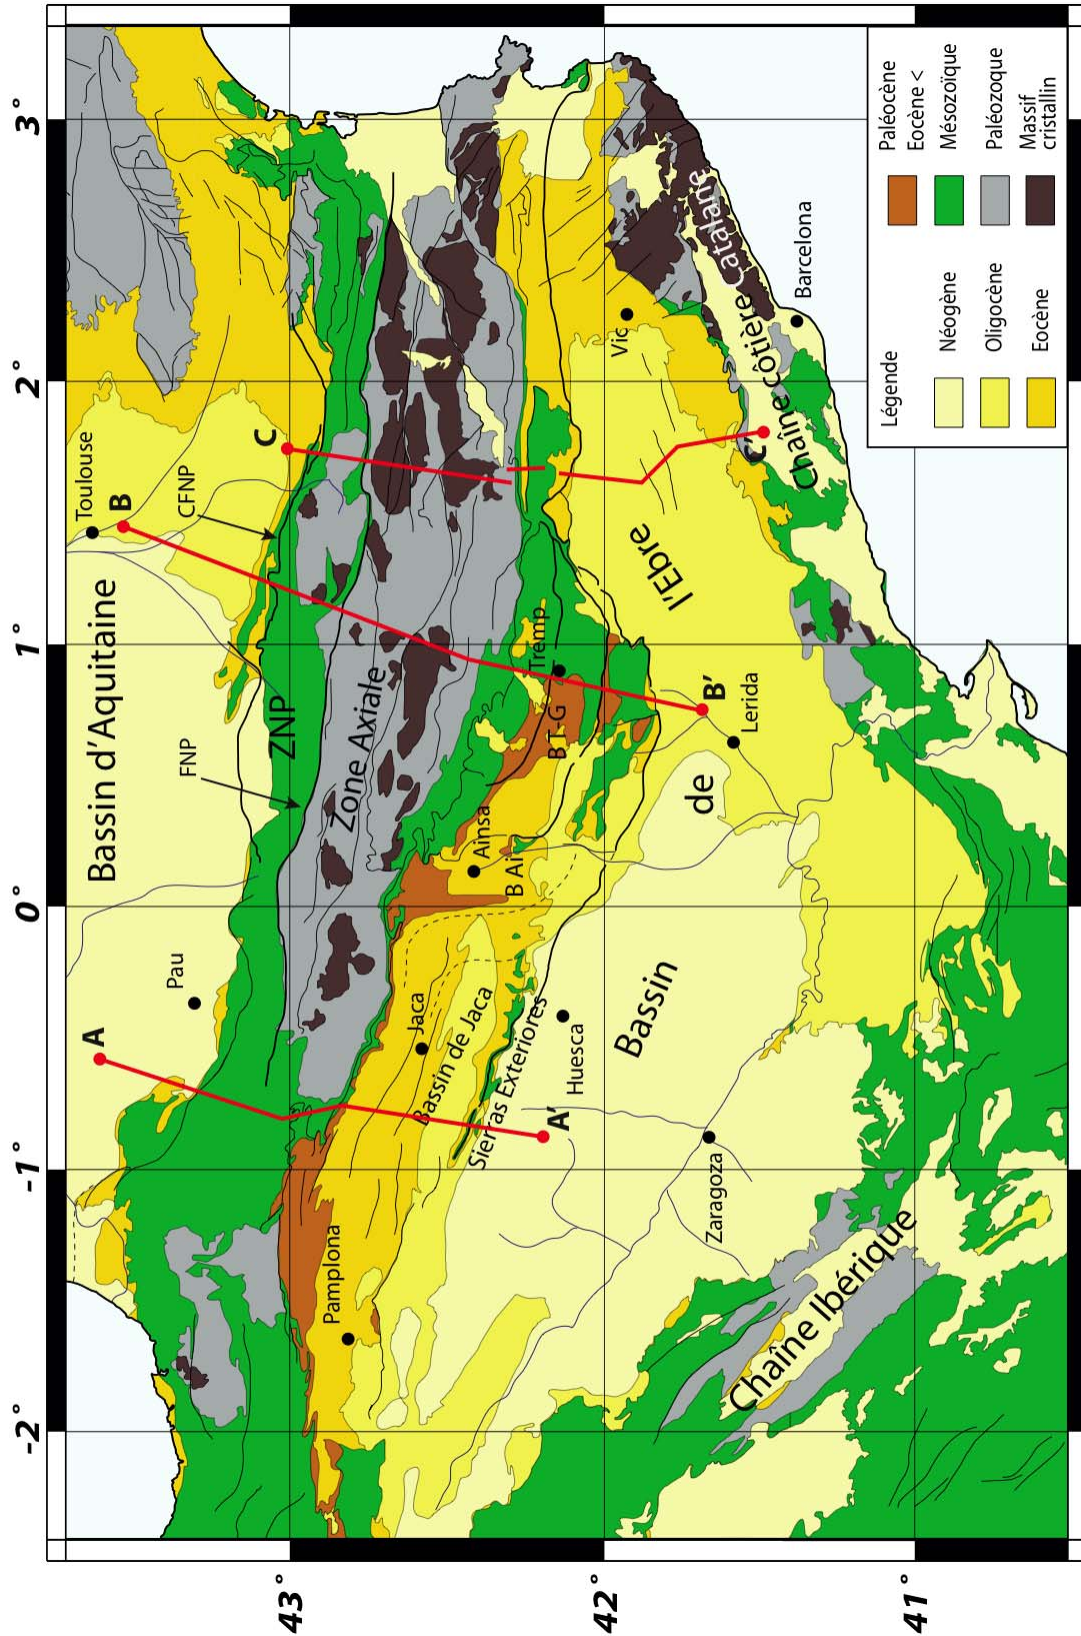 -2°
-1°
0°
1°
2°
3°
43°
42°
41°
Bassin d'Aquitaine
Toulouse
Pau
A
B
C
CFNP
FNP
ZNP
Zone Axiale
Pamplona
Jaca
Bassin de Jaca
Sierras Exteriores
Ainsa
B Ai
Tremp
B T-G
Huesca
A'
B'
C'
Lerida
Vic
Barcelona
Zaragoza
Bassin
de
l'Ebre
Chaîne Ibérique
Chaîne Côtière Catalane
Légende
Néogène
Oligocène
Eocène
Paléocène
Eocène <
Mésozoïque
Paléozoque
Massif
cristallin